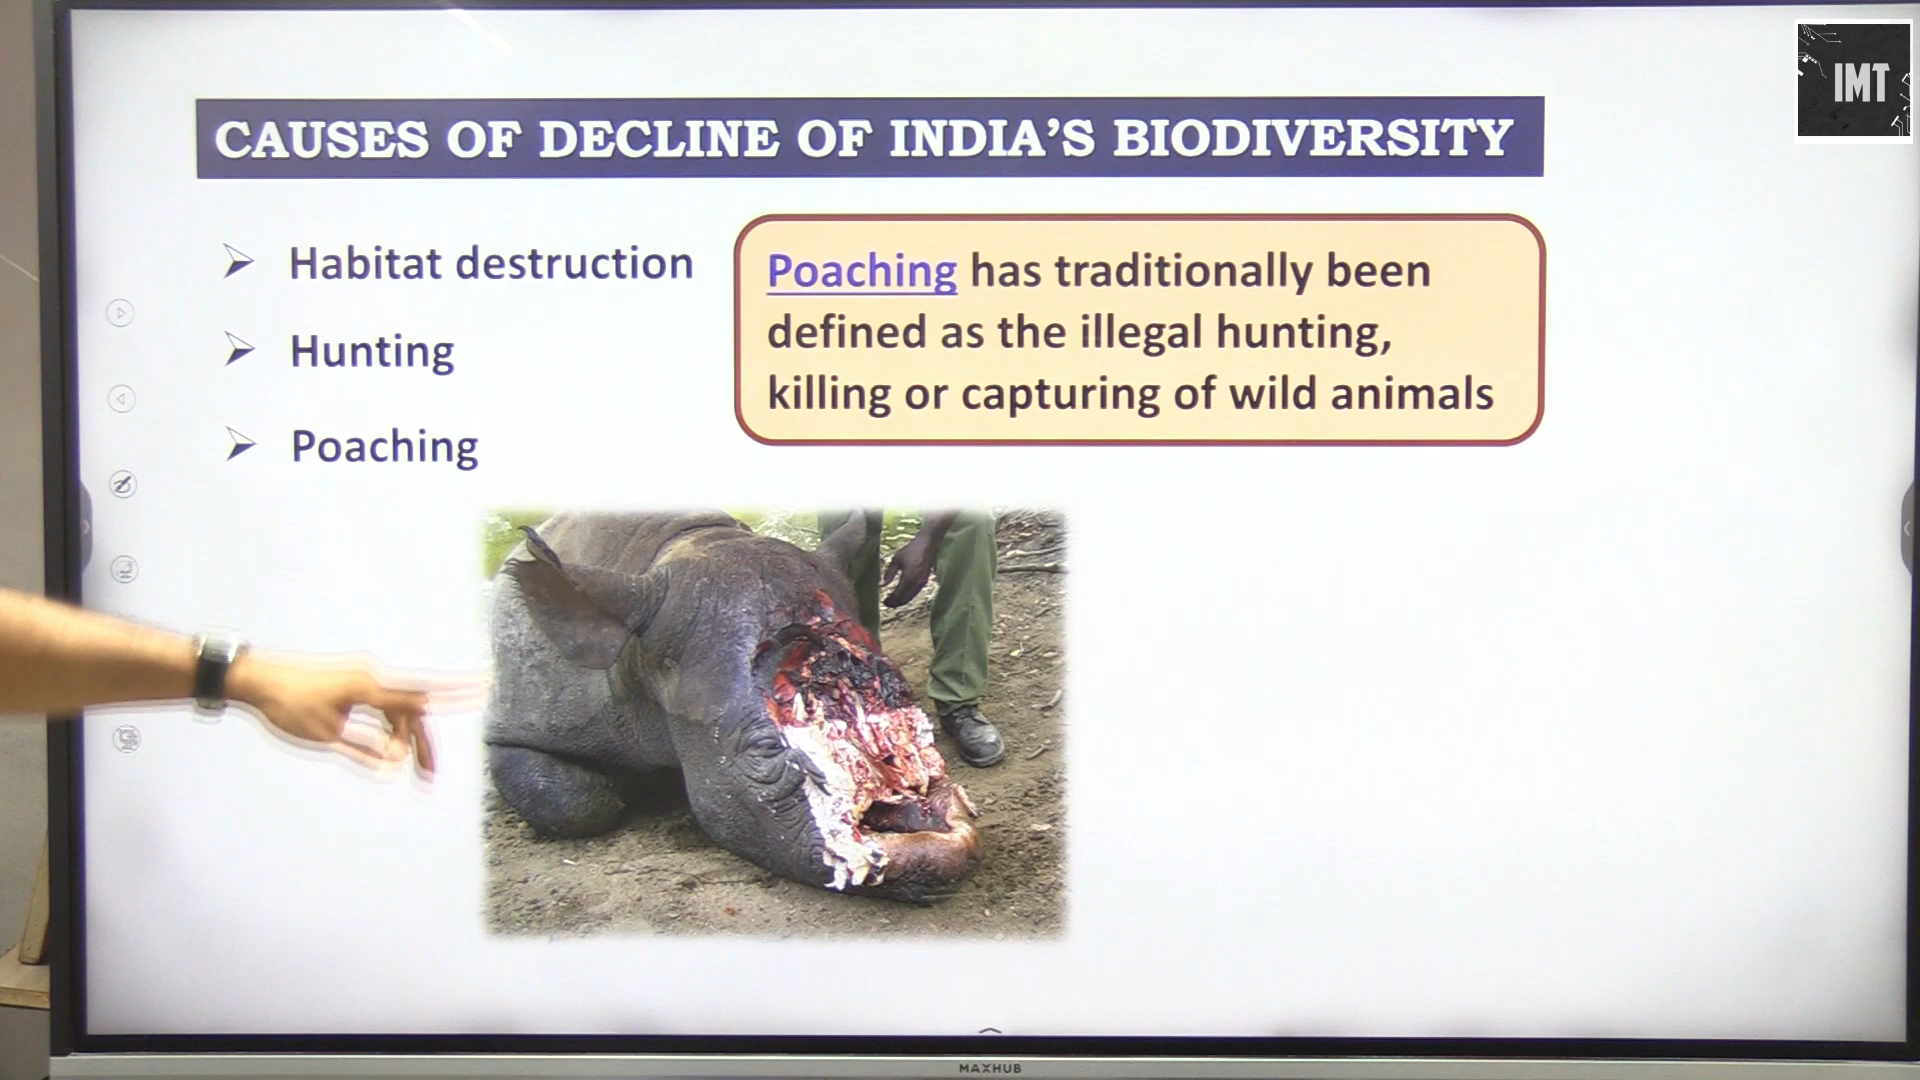 IMT
CAUSES OF DECLINE OF INDIA'S BIODIVERSITY
Habitat destruction
Hunting
Poaching
Poaching has traditionally been
defined as the illegal hunting,
killing or capturing of wild animals
MAXHUB